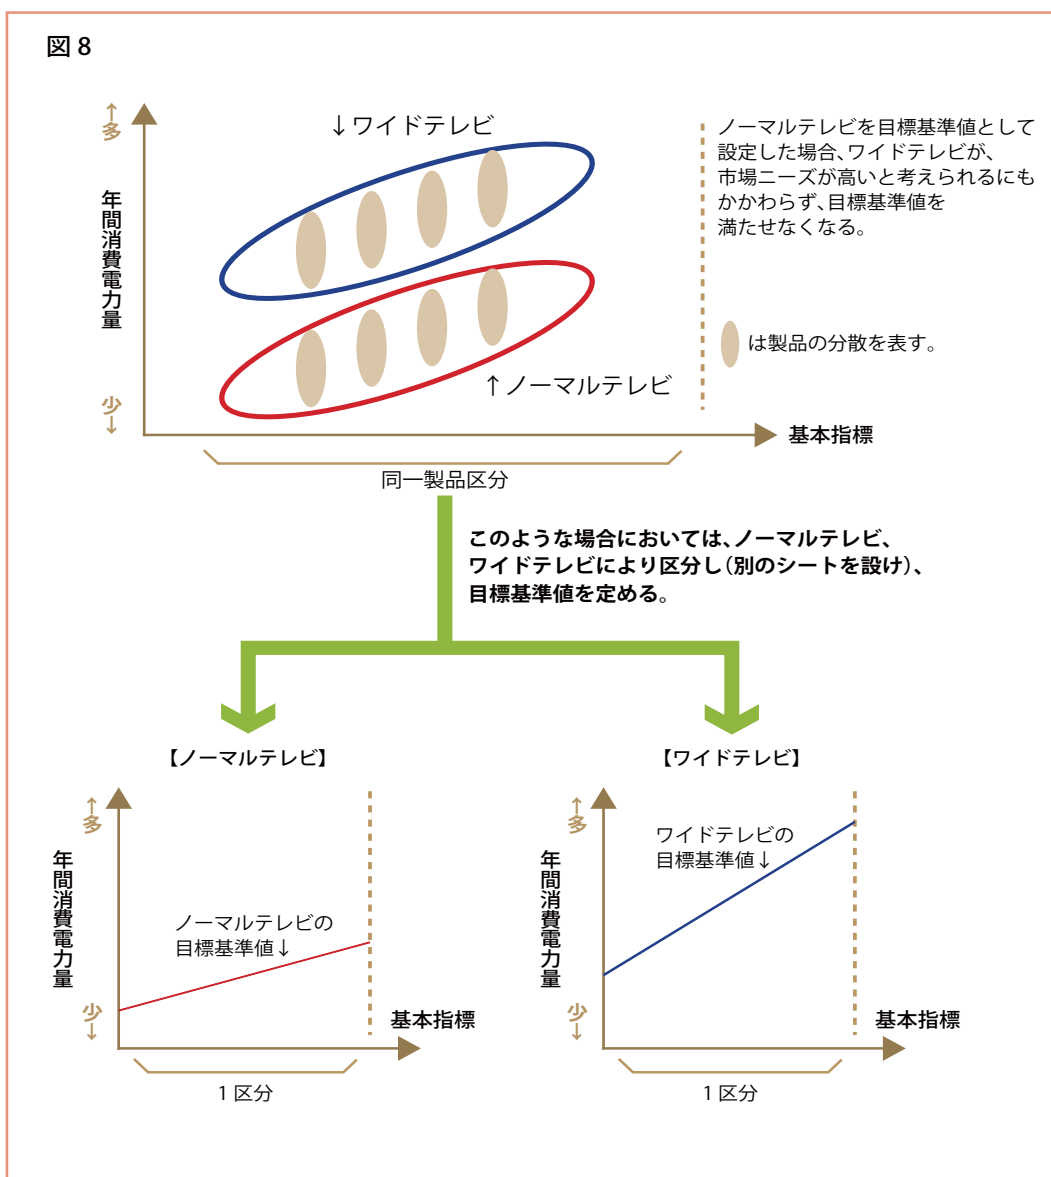 図 8
↑多
年間消費電力量
少↓
↓ワイドテレビ
↑ノーマルテレビ
ノーマルテレビを目標基準値として
設定した場合、ワイドテレビが、
市場ニーズが高いと考えられるにも
かかわらず、目標基準値を
満たせなくなる。
は製品の分散を表す。
基本指標
同一製品区分
このような場合においては、ノーマルテレビ、
ワイドテレビにより区分し（別のシートを設け）、
目標基準値を定める。
【ノーマルテレビ】
↑多
年間消費電力量
少↓
ノーマルテレビの
目標基準値↓
基本指標
1 区分
【ワイドテレビ】
↑多
年間消費電力量
少↓
ワイドテレビの
目標基準値↓
基本指標
1 区分